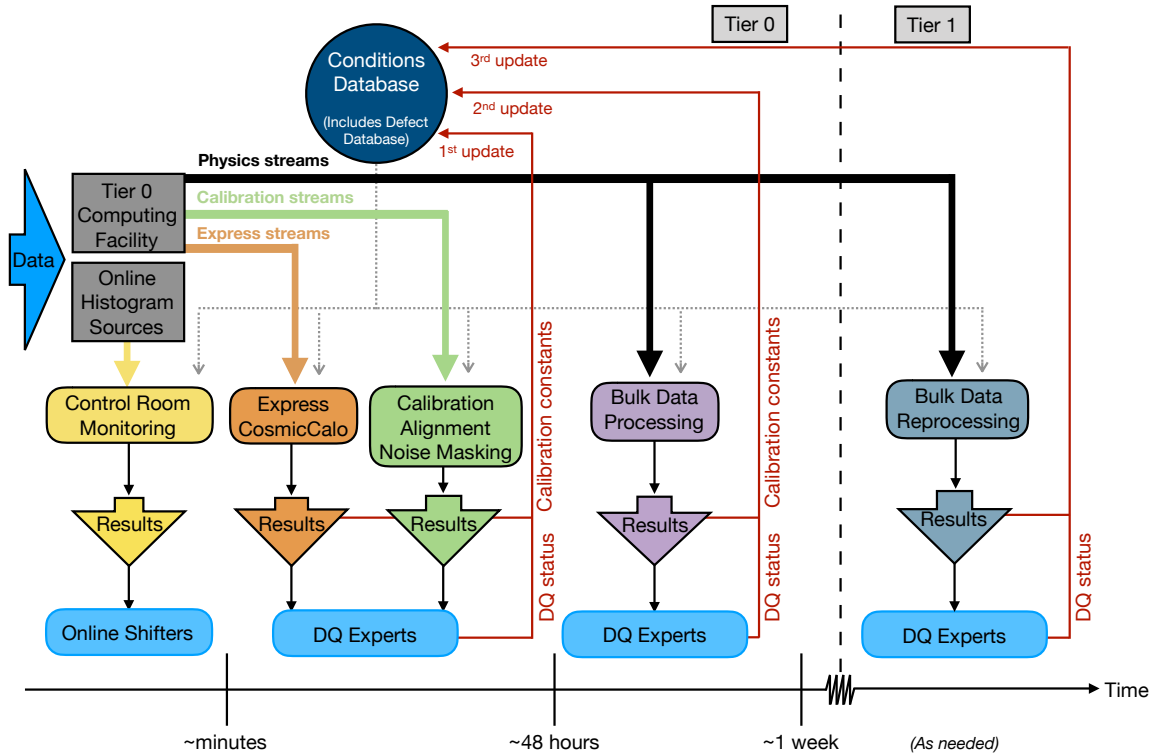 Tier 0
Tier 1
Conditions
Database
(Includes Defect
Database)
3rd update
2nd update
1st update
Physics streams
Calibration streams
Express streams
Data
Tier 0
Computing
Facility
Online
Histogram
Sources
Control Room
Monitoring
Express
CosmicCalo
Calibration
Alignment
Noise Masking
Bulk Data
Processing
Bulk Data
Reprocessing
Calibration constants
Calibration constants
Results
Results
Results
Results
Results
DQ status
DQ status
DQ status
Online Shifters
DQ Experts
DQ Experts
DQ Experts
Time
~minutes
~48 hours
~1 week
(As needed)